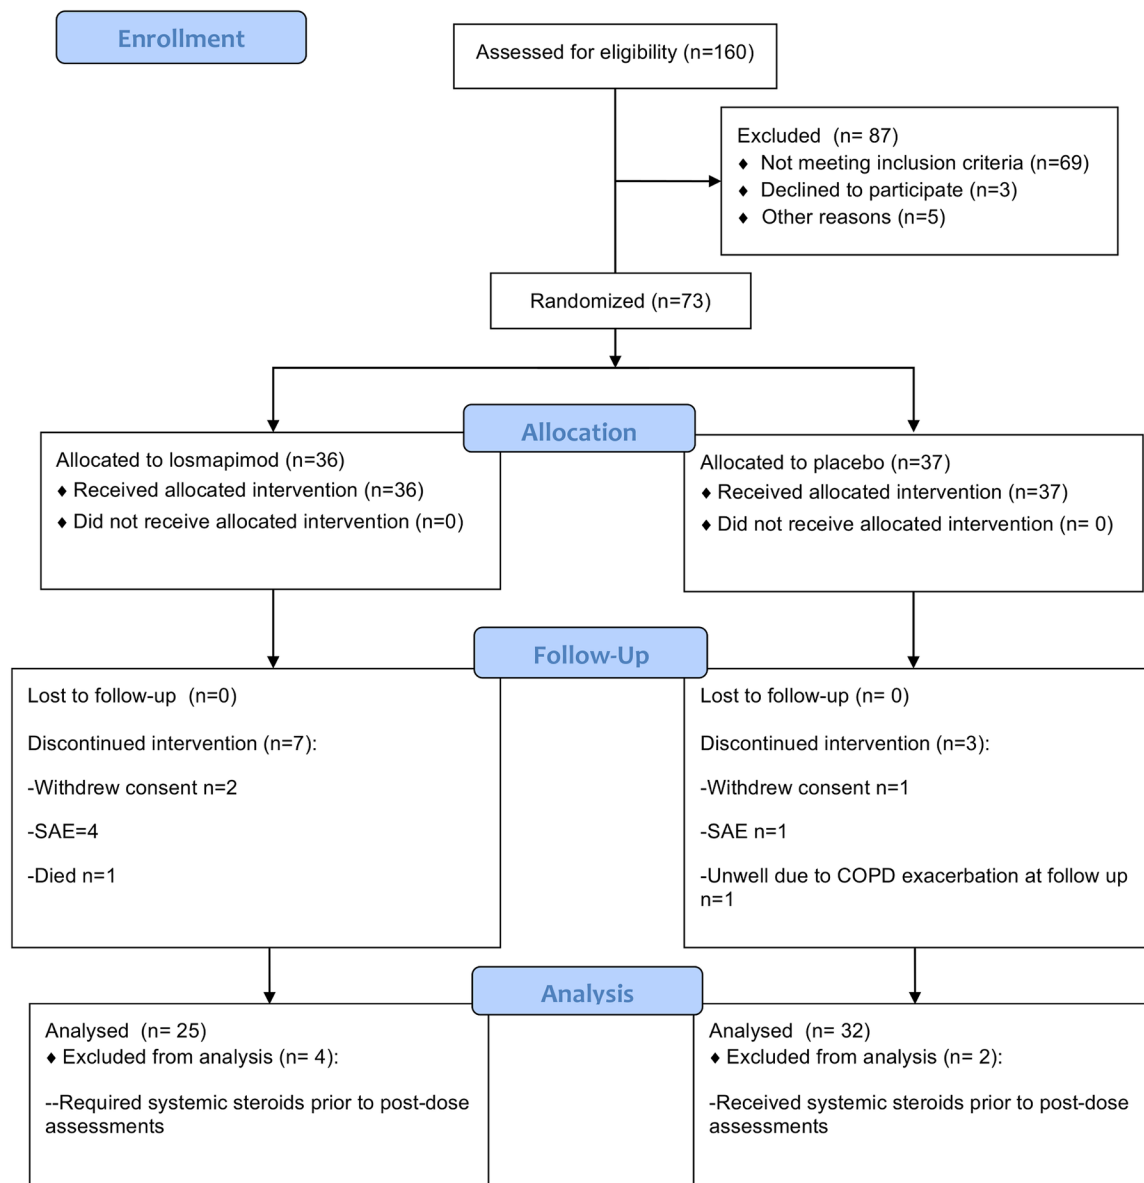 Enrollment
Assessed for eligibility (n=160)
Excluded (n= 87)
♦ Not meeting inclusion criteria (n=69)
♦ Declined to participate (n=3)
♦ Other reasons (n=5)
Randomized (n=73)
Allocation
Allocated to losmapimod (n=36)
♦ Received allocated intervention (n=36)
♦ Did not receive allocated intervention (n=0)
Allocated to placebo (n=37)
♦ Received allocated intervention (n=37)
♦ Did not receive allocated intervention (n= 0)
Follow-Up
Lost to follow-up (n=0)
Discontinued intervention (n=7):
-Withdrew consent n=2
-SAE=4
-Died n=1
Lost to follow-up (n= 0)
Discontinued intervention (n=3):
-Withdrew consent n=1
-SAE n=1
-Unwell due to COPD exacerbation at follow up
n=1
Analysis
Analysed (n= 25)
♦ Excluded from analysis (n= 4):
--Required systemic steroids prior to post-dose
assessments
Analysed (n= 32)
♦ Excluded from analysis (n= 2):
-Received systemic steroids prior to post-dose
assessments